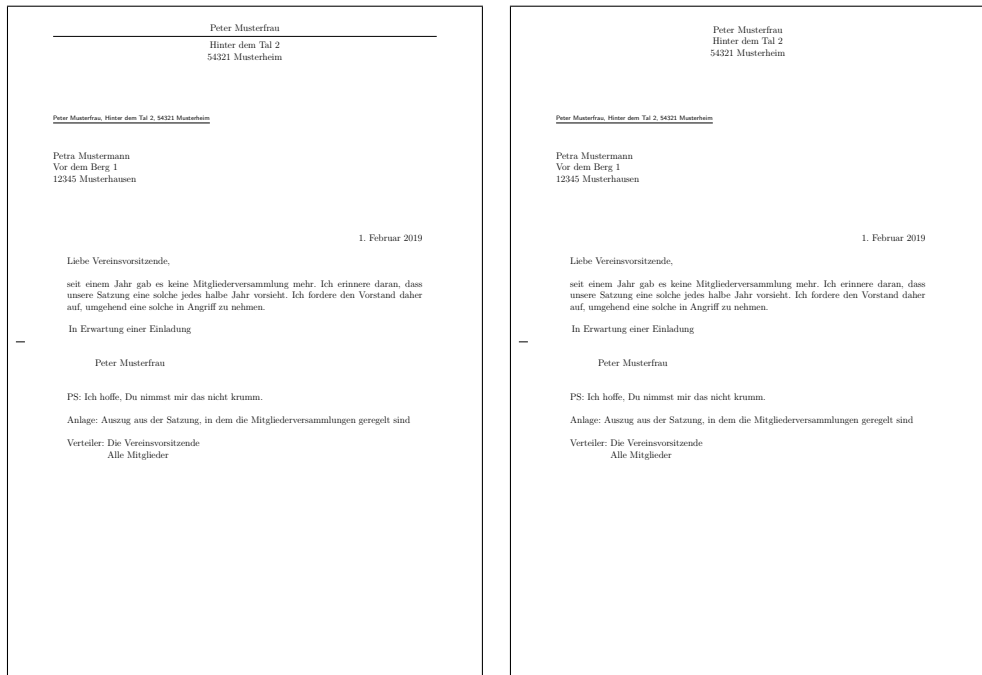 Peter Musterfrau
Hinter dem Tal 2
54321 Musterheim
Peter Musterfrau, Hinter dem Tal 2, 54321 Musterheim
Petra Mustermann
Vor dem Berg 1
12345 Musterhausen
1. Februar 2019
Liebe Vereinsvorsitzende,
seit einem Jahr gab es keine Mitgliederversammlung mehr. Ich erinnere daran, dass
unsere Satzung eine solche jedes halbe Jahr vorsieht. Ich fordere den Vorstand daher
auf, umgehend eine solche in Angriff zu nehmen.
In Erwartung einer Einladung
Peter Musterfrau
PS: Ich hoffe, Du nimmst mir das nicht krumm.
Anlage: Auszug aus der Satzung, in dem die Mitgliederversammlungen geregelt sind
Verteiler: Die Vereinsvorsitzende
Alle Mitglieder
Peter Musterfrau
Hinter dem Tal 2
54321 Musterheim
Peter Musterfrau, Hinter dem Tal 2, 54321 Musterheim
Petra Mustermann
Vor dem Berg 1
12345 Musterhausen
1. Februar 2019
Liebe Vereinsvorsitzende,
seit einem Jahr gab es keine Mitgliederversammlung mehr. Ich erinnere daran, dass
unsere Satzung eine solche jedes halbe Jahr vorsieht. Ich fordere den Vorstand daher
auf, umgehend eine solche in Angriff zu nehmen.
In Erwartung einer Einladung
Peter Musterfrau
PS: Ich hoffe, Du nimmst mir das nicht krumm.
Anlage: Auszug aus der Satzung, in dem die Mitgliederversammlungen geregelt sind
Verteiler: Die Vereinsvorsitzende
Alle Mitglieder